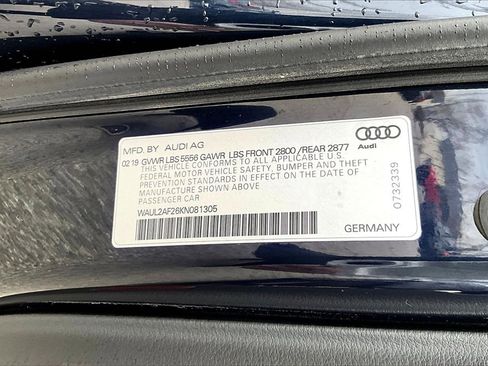 MFD. BY AUDI AG
02'19 GVWR LBS 5556 GAWR LBS FRONT 2800 /REAR 2877
THIS VEHICLE CONFORMS TO ALL APPLICABLE U.S.
FEDERAL MOTOR VEHICLE SAFETY, BUMPER AND THEFT
PREVENTION STANDARDS IN EFFECT ON THE DATE OF
MANUFACTURE SHOWN ABOVE
PASSENGER CAR
WAUL2AF26KN081305
GERMANY
Audi
0732339